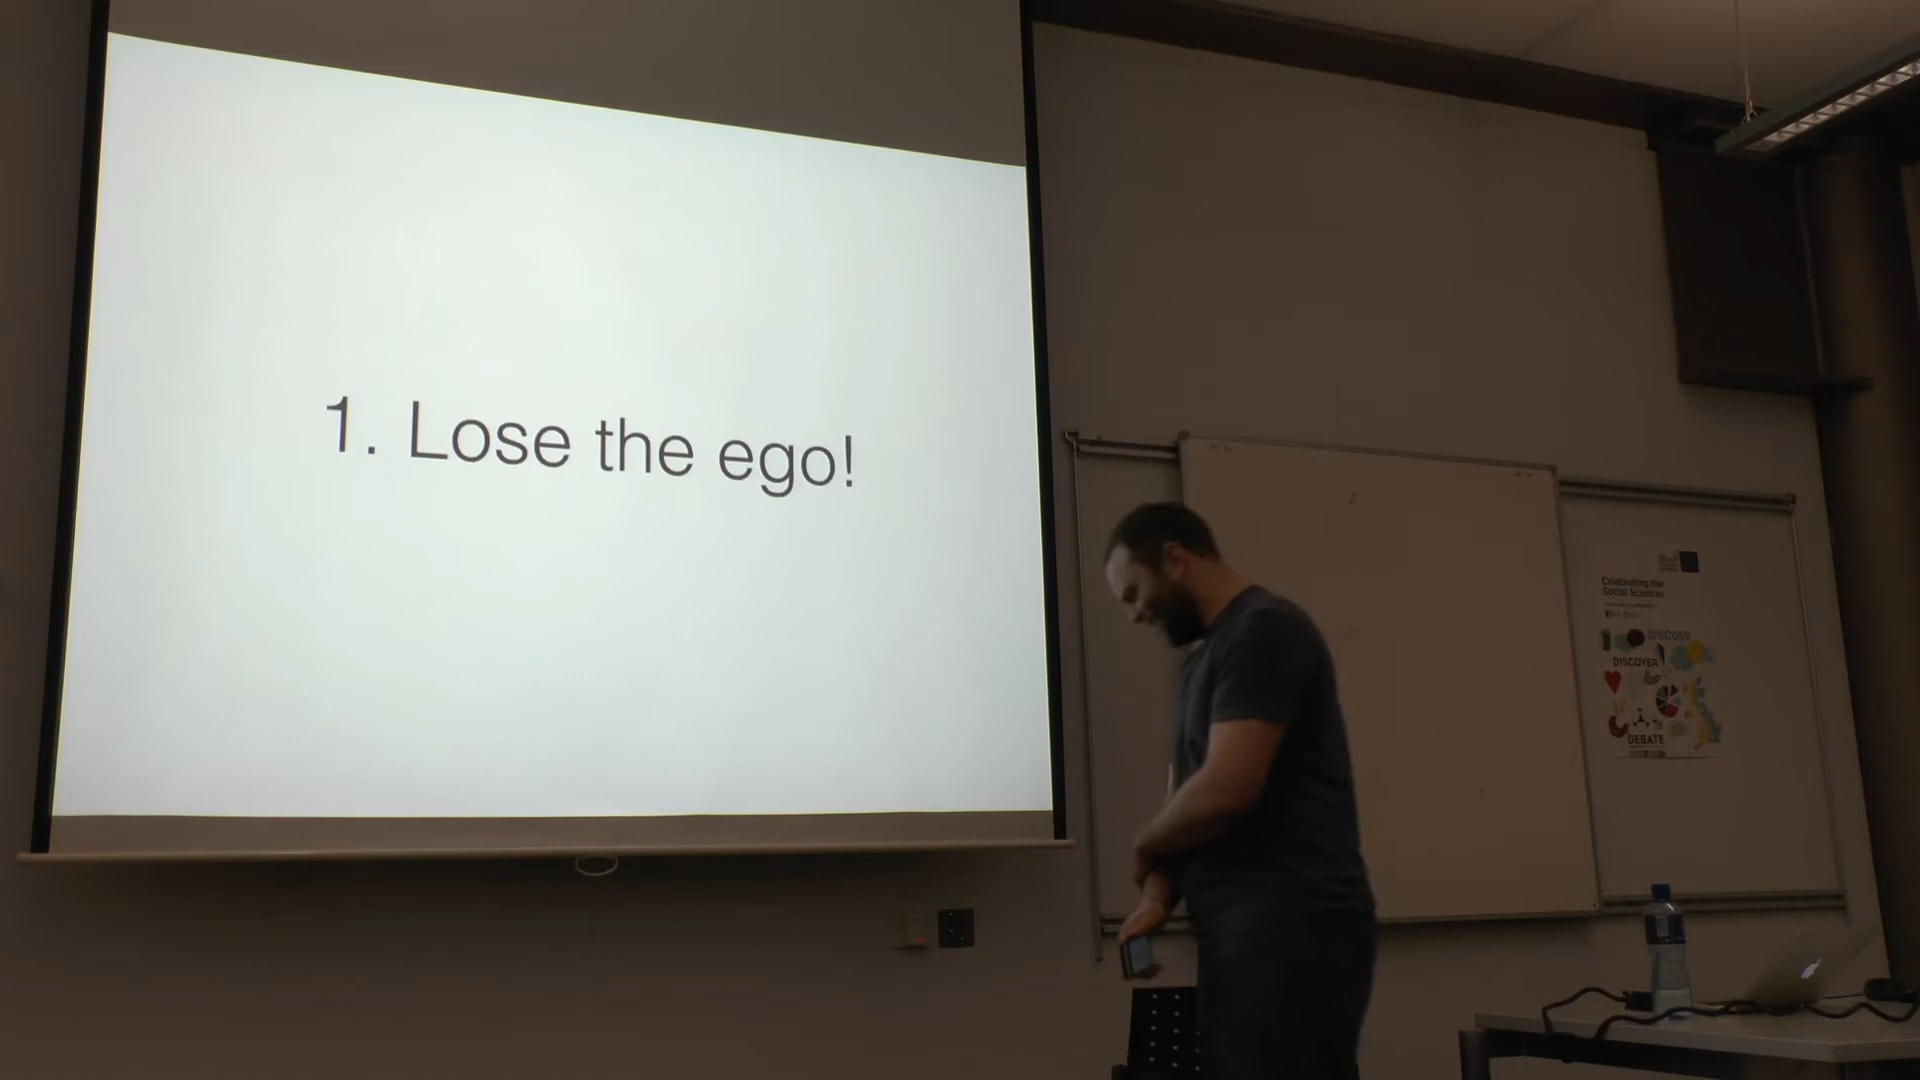 1. Lose the ego!
Celebrating the
Social Sciences
DISCUSS
DISCOVER
DEBATE